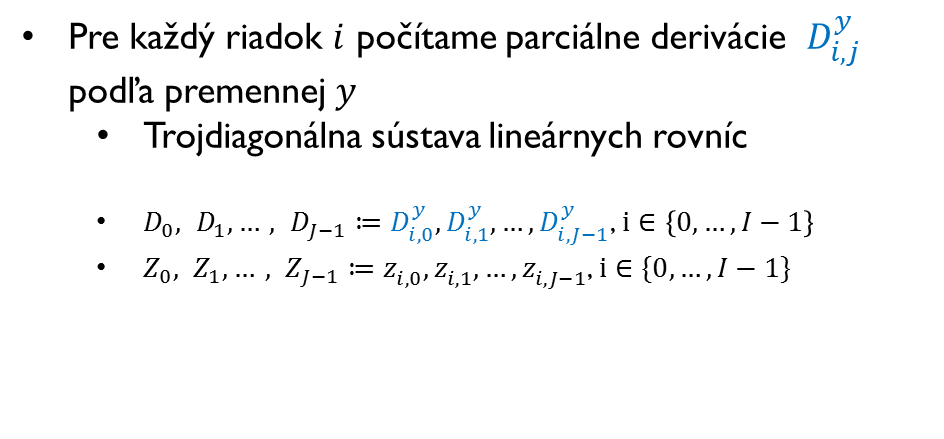 • Pre každý riadok 𝑖 počítame parciálne derivácie D^y_{i,j}
podľa premennej 𝑦
• Trojdiagonálna sústava lineárnych rovníc
• D_0, D_1, … , D_{J−1} ≔ D^y_{i,0}, D^y_{i,1}, …, D^y_{i,J−1}, i ∈ {0, …, I − 1}
• Z_0, Z_1, … , Z_{J−1} ≔ z_{i,0}, z_{i,1}, …, z_{i,J−1}, i ∈ {0, …, I − 1}